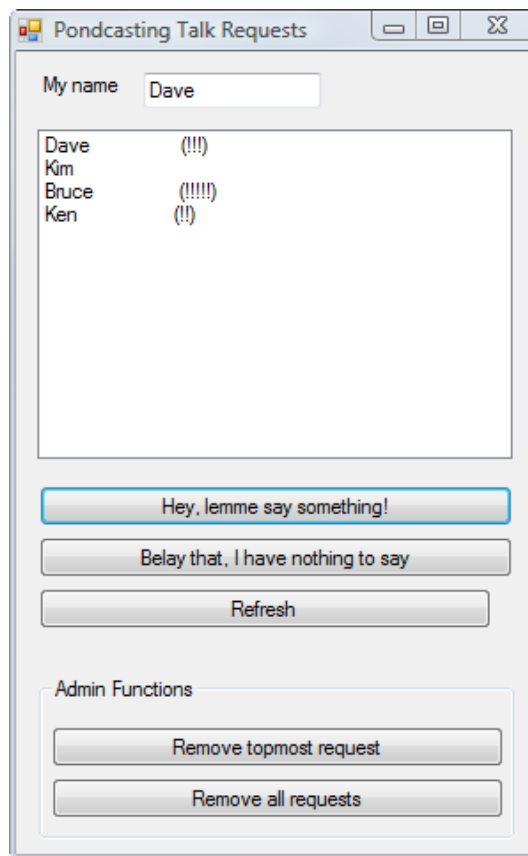 Pondcasting Talk Requests
My name Dave
Dave (!!!)
Kim
Bruce (!!!!!)
Ken (!!)
Hey, lemme say something!
Belay that, I have nothing to say
Refresh
Admin Functions
Remove topmost request
Remove all requests